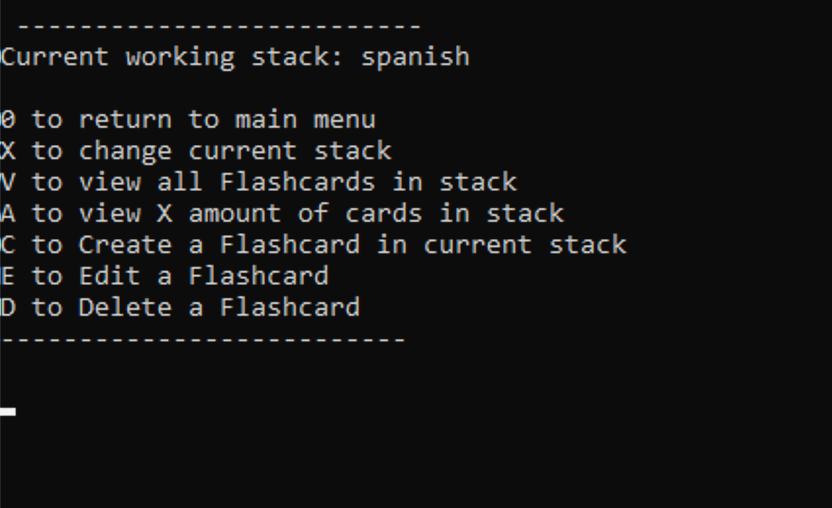 --------------------------
Current working stack: spanish
0 to return to main menu
X to change current stack
V to view all Flashcards in stack
A to view X amount of cards in stack
C to Create a Flashcard in current stack
E to Edit a Flashcard
D to Delete a Flashcard
--------------------------